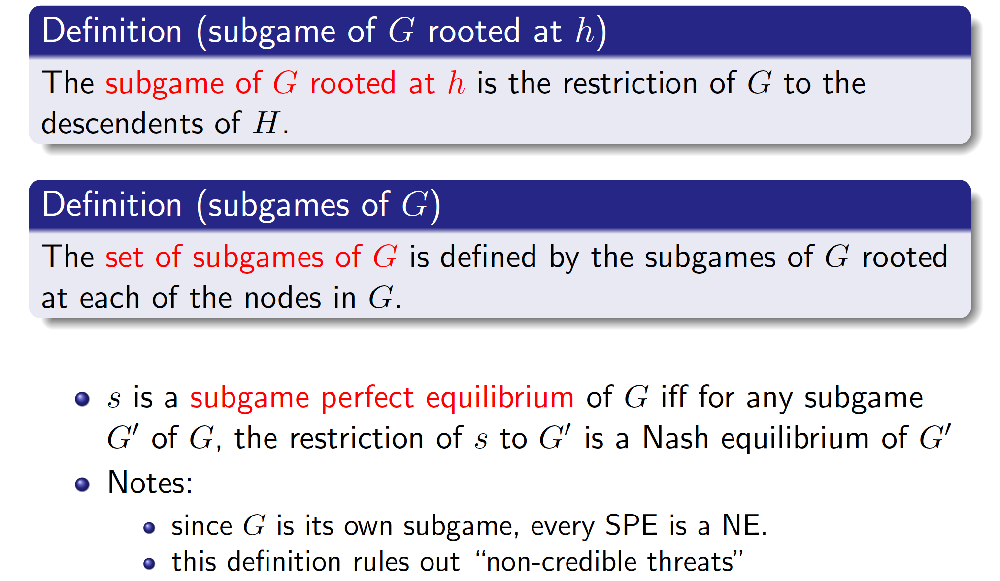 Definition (subgame of G rooted at h)
The subgame of G rooted at h is the restriction of G to the
descendents of H.
Definition (subgames of G)
The set of subgames of G is defined by the subgames of G rooted
at each of the nodes in G.
s is a subgame perfect equilibrium of G iff for any subgame
G′ of G, the restriction of s to G′ is a Nash equilibrium of G′
Notes:
since G is its own subgame, every SPE is a NE.
this definition rules out “non-credible threats”